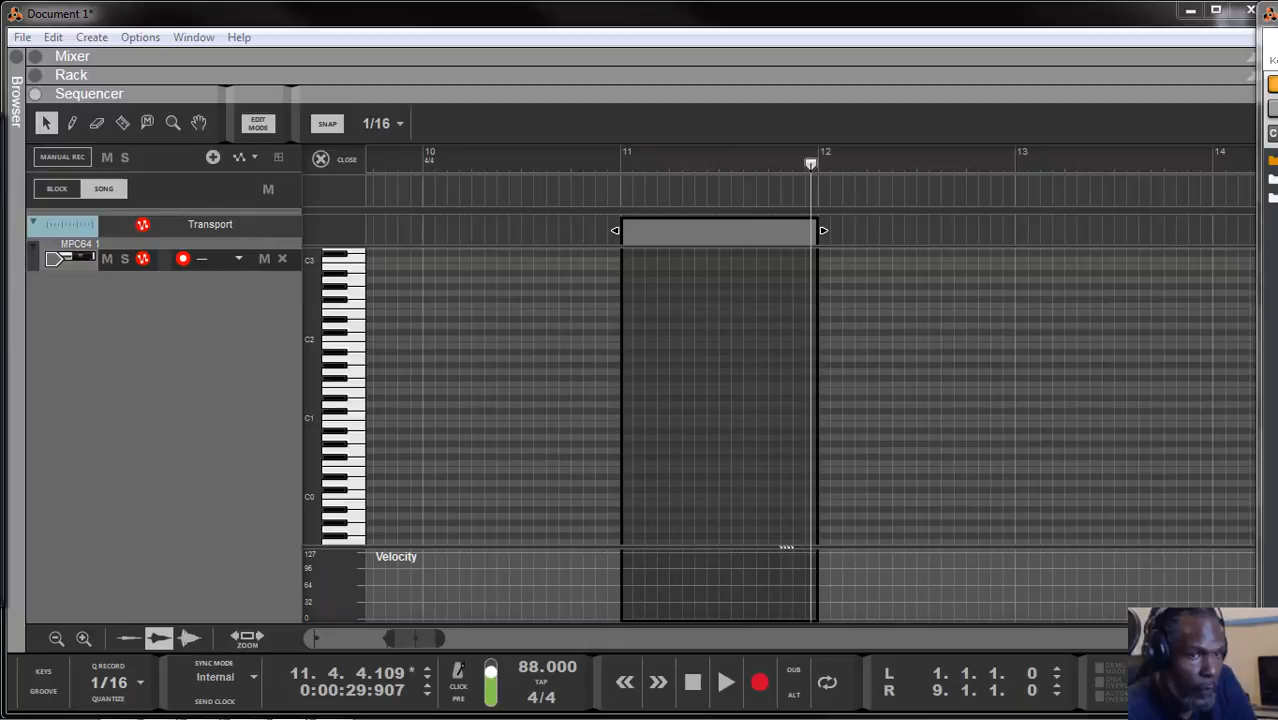 Document 1*
File Edit Create Options Window Help
Mixer
Rack
Sequencer
Browser
EDIT MODE SNAP 1/16
MANUAL REC M S CLOSE 10 11 12 13 14
4/4
BLOCK SONG M
Transport
MPC64 1
M S — M
C3
C2
C1
C0
127 Velocity
96
64
32
0
ZOOM
KEYS Q RECORD SYNC MODE 11. 4. 4.109 * 88.000 DUB L 1. 1. 1. 0
1/16 Internal CLICK TAP
GROOVE QUANTIZE SEND CLOCK 0:00:29:907 PRE 4/4 ALT R 9. 1. 1. 0